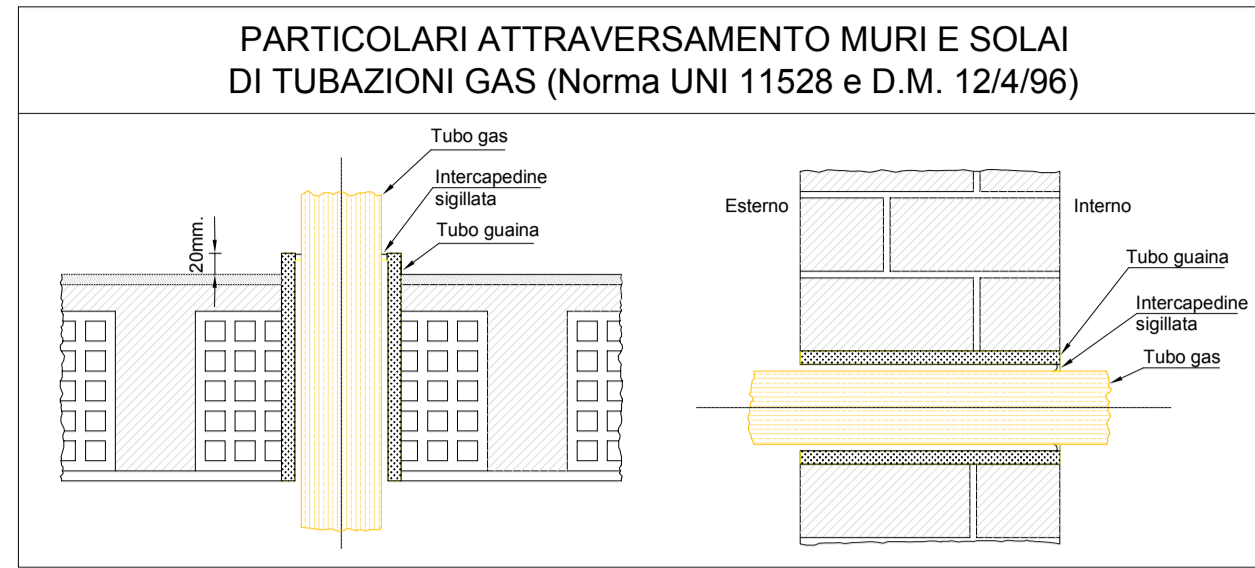 PARTICOLARI ATTRAVERSAMENTO MURI E SOLAI
DI TUBAZIONI GAS (Norma UNI 11528 e D.M. 12/4/96)
Tubo gas
Intercapedine
sigillata
Tubo guaina
20mm.
Esterno
Interno
Tubo guaina
Intercapedine
sigillata
Tubo gas